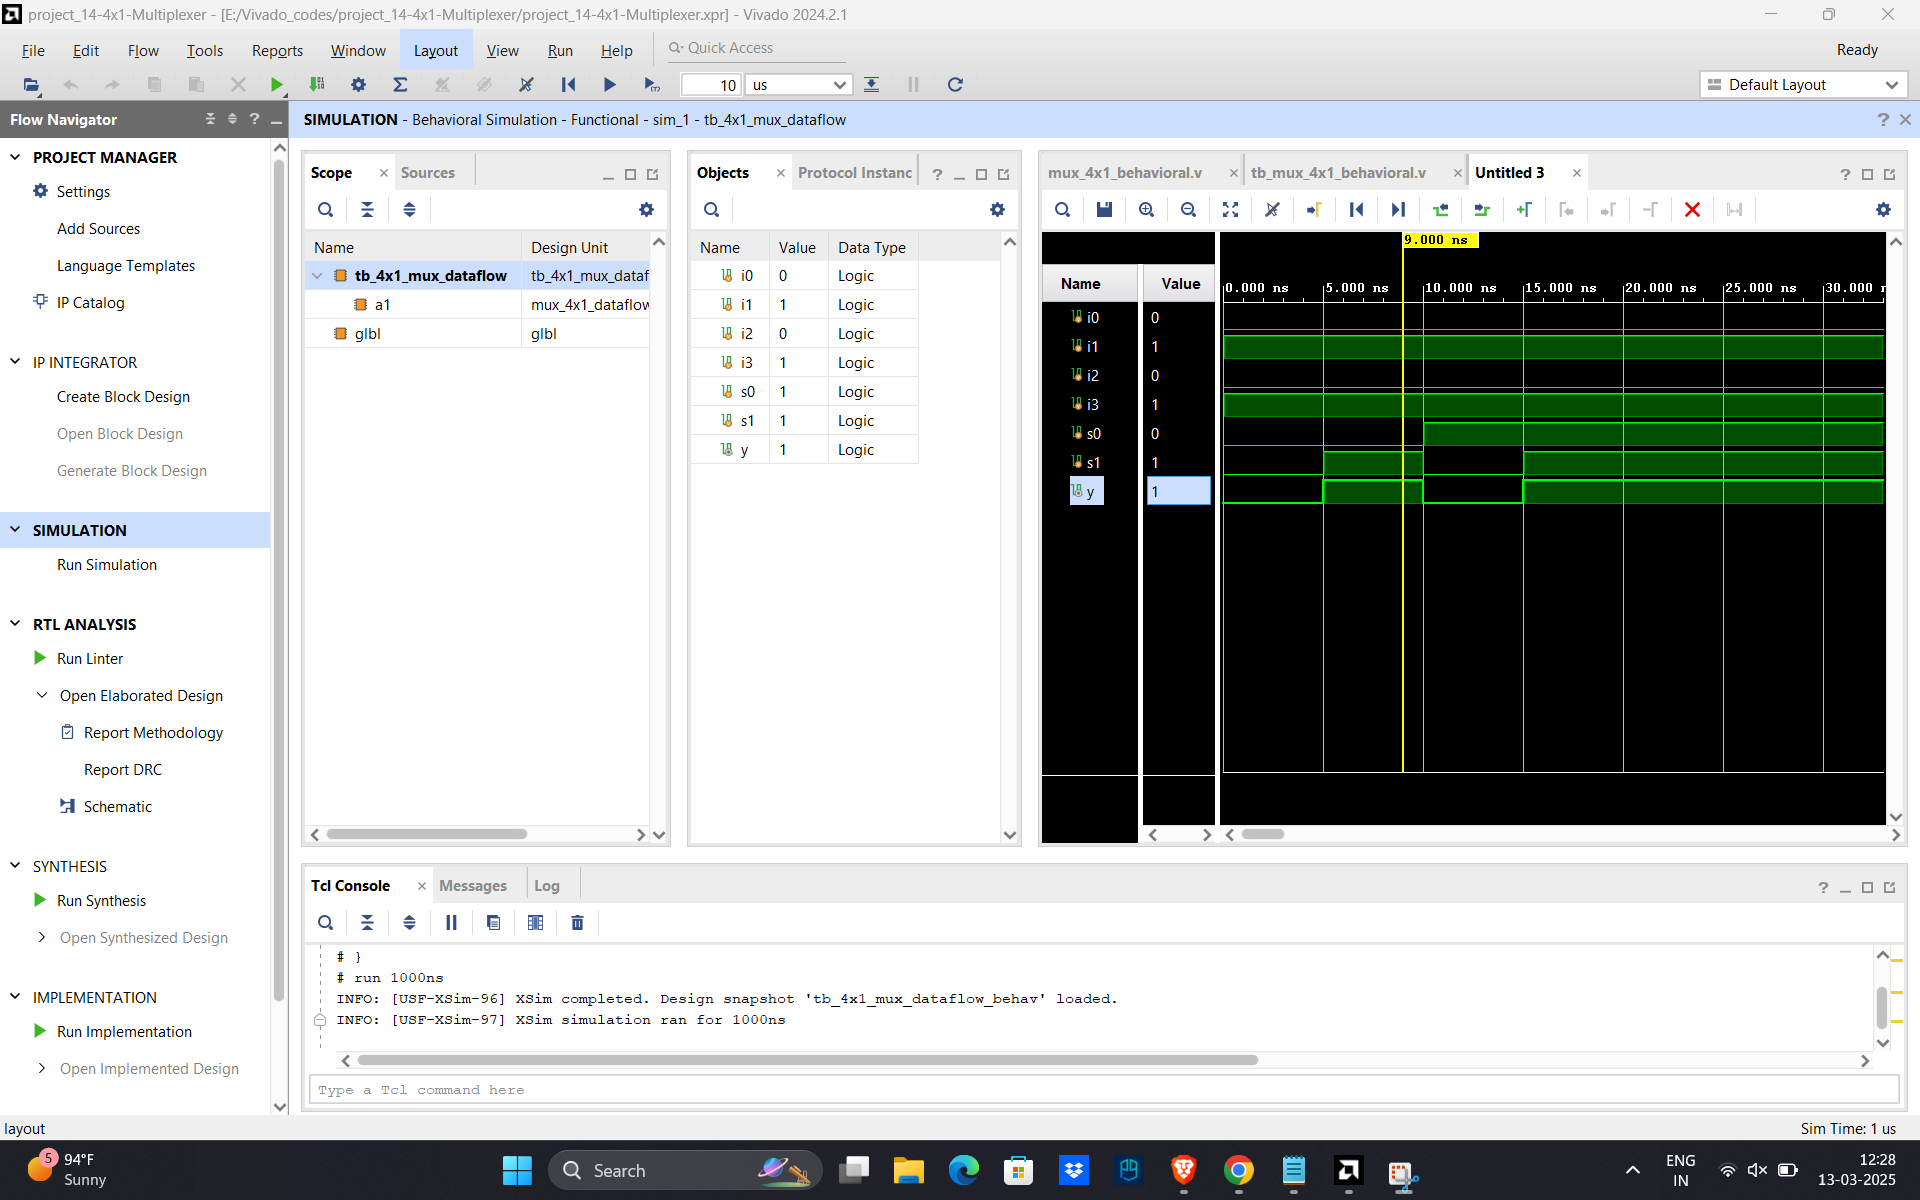 project_14-4x1-Multiplexer - [E:/Vivado_codes/project_14-4x1-Multiplexer/project_14-4x1-Multiplexer.xpr] - Vivado 2024.2.1
File Edit Flow Tools Reports Window Layout View Run Help
Quick Access
Ready
10 us
Default Layout
Flow Navigator
SIMULATION - Behavioral Simulation - Functional - sim_1 - tb_4x1_mux_dataflow
PROJECT MANAGER
Settings
Add Sources
Language Templates
IP Catalog
IP INTEGRATOR
Create Block Design
Open Block Design
Generate Block Design
SIMULATION
Run Simulation
RTL ANALYSIS
Run Linter
Open Elaborated Design
Report Methodology
Report DRC
Schematic
SYNTHESIS
Run Synthesis
Open Synthesized Design
IMPLEMENTATION
Run Implementation
Open Implemented Design
Scope Sources
Name Design Unit
tb_4x1_mux_dataflow tb_4x1_mux_dataf
a1 mux_4x1_dataflow
glbl glbl
Objects Protocol Instanc
Name Value Data Type
i0 0 Logic
i1 1 Logic
i2 0 Logic
i3 1 Logic
s0 1 Logic
s1 1 Logic
y 1 Logic
mux_4x1_behavioral.v tb_mux_4x1_behavioral.v Untitled 3
9.000 ns
Name Value
0.000 ns 5.000 ns 10.000 ns 15.000 ns 20.000 ns 25.000 ns 30.000 n
i0 0
i1 1
i2 0
i3 1
s0 0
s1 1
y 1
Tcl Console Messages Log
# }
# run 1000ns
INFO: [USF-XSim-96] XSim completed. Design snapshot 'tb_4x1_mux_dataflow_behav' loaded.
INFO: [USF-XSim-97] XSim simulation ran for 1000ns
Type a Tcl command here
layout
Sim Time: 1 us
5
94°F
Sunny
Search
ENG
IN
12:28
13-03-2025